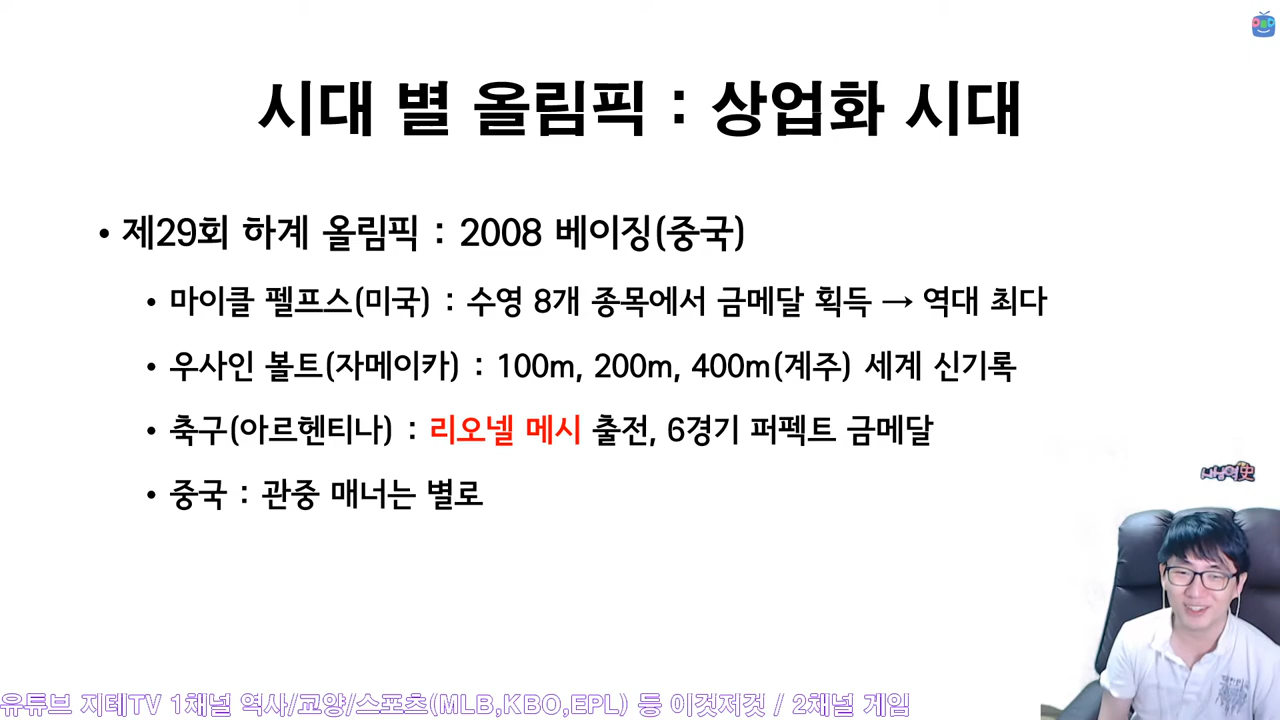 시대 별 올림픽 : 상업화 시대
• 제29회 하계 올림픽 : 2008 베이징(중국)
• 마이클 펠프스(미국) : 수영 8개 종목에서 금메달 획득 → 역대 최다
• 우사인 볼트(자메이카) : 100m, 200m, 400m(계주) 세계 신기록
• 축구(아르헨티나) : 리오넬 메시 출전, 6경기 퍼펙트 금메달
• 중국 : 관중 매너는 별로
유튜브 지테TV 1채널 역사/교양/스포츠(MLB,KBO,EPL) 등 이것저것 / 2채널 게임